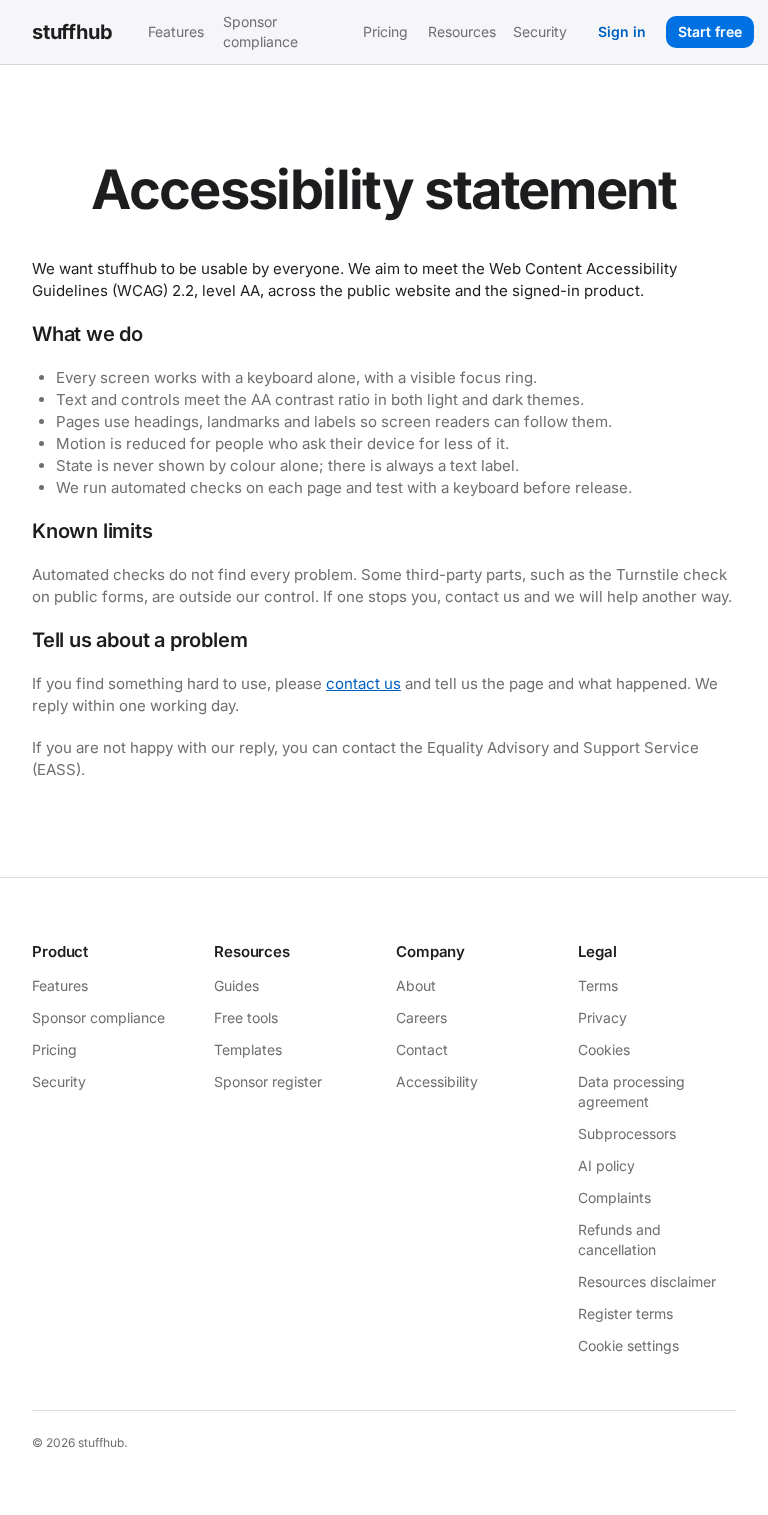 stuffhub
Features
Sponsor
compliance
Pricing
Resources
Security
Sign in
Start free
Accessibility statement
We want stuffhub to be usable by everyone. We aim to meet the Web Content Accessibility
Guidelines (WCAG) 2.2, level AA, across the public website and the signed-in product.
What we do
Every screen works with a keyboard alone, with a visible focus ring.
Text and controls meet the AA contrast ratio in both light and dark themes.
Pages use headings, landmarks and labels so screen readers can follow them.
Motion is reduced for people who ask their device for less of it.
State is never shown by colour alone; there is always a text label.
We run automated checks on each page and test with a keyboard before release.
Known limits
Automated checks do not find every problem. Some third-party parts, such as the Turnstile check
on public forms, are outside our control. If one stops you, contact us and we will help another way.
Tell us about a problem
If you find something hard to use, please contact us and tell us the page and what happened. We
reply within one working day.
If you are not happy with our reply, you can contact the Equality Advisory and Support Service
(EASS).
Product
Features
Sponsor compliance
Pricing
Security
Resources
Guides
Free tools
Templates
Sponsor register
Company
About
Careers
Contact
Accessibility
Legal
Terms
Privacy
Cookies
Data processing
agreement
Subprocessors
AI policy
Complaints
Refunds and
cancellation
Resources disclaimer
Register terms
Cookie settings
© 2026 stuffhub.